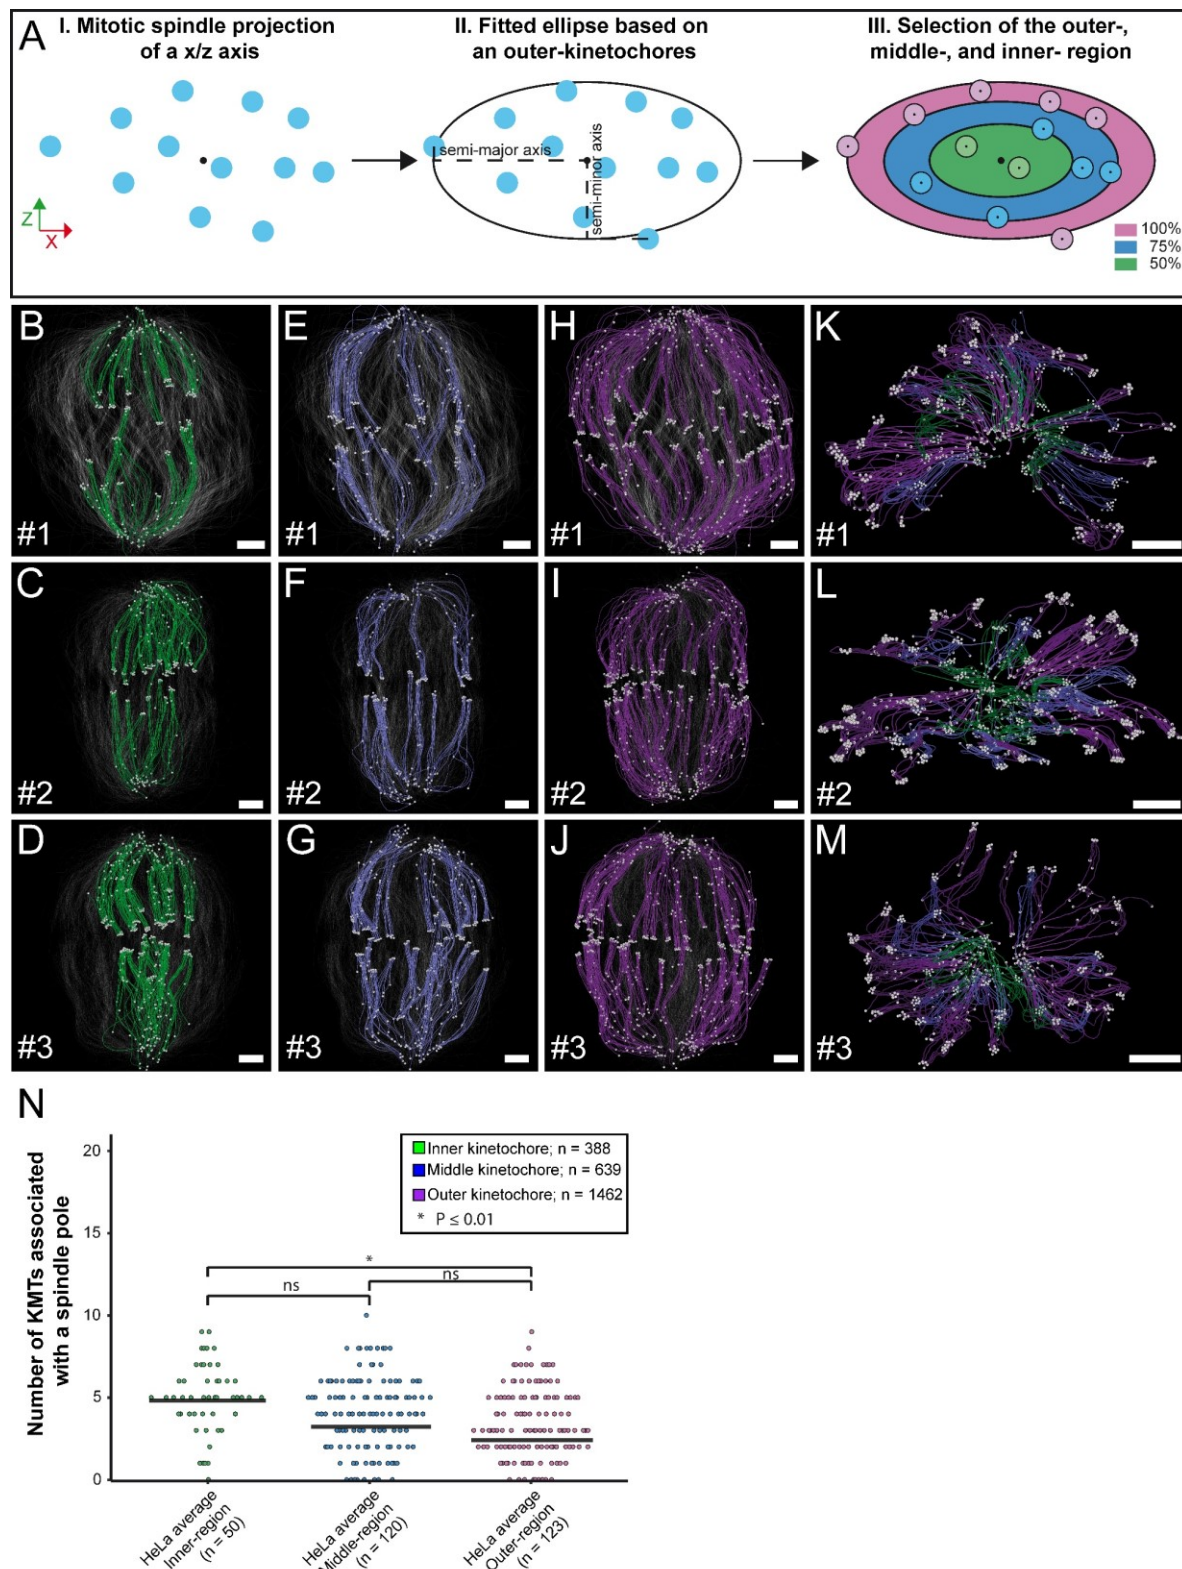 A
I. Mitotic spindle projection
of a x/z axis
II. Fitted ellipse based on
an outer-kinetochores
III. Selection of the outer-,
middle-, and inner- region
semi-major axis
semi-minor axis
Z
X
100%
75%
50%
B
#1
E
#1
H
#1
K
#1
C
#2
F
#2
I
#2
L
#2
D
#3
G
#3
J
#3
M
#3
N
Number of KMTs associated
with a spindle pole
20
15
10
5
0
Inner kinetochore; n = 388
Middle kinetochore; n = 639
Outer kinetochore; n = 1462
* P ≤ 0.01
*
ns
ns
HeLa average
Inner-region
(n = 50)
HeLa average
Middle-region
(n = 120)
HeLa average
Outer-region
(n = 123)